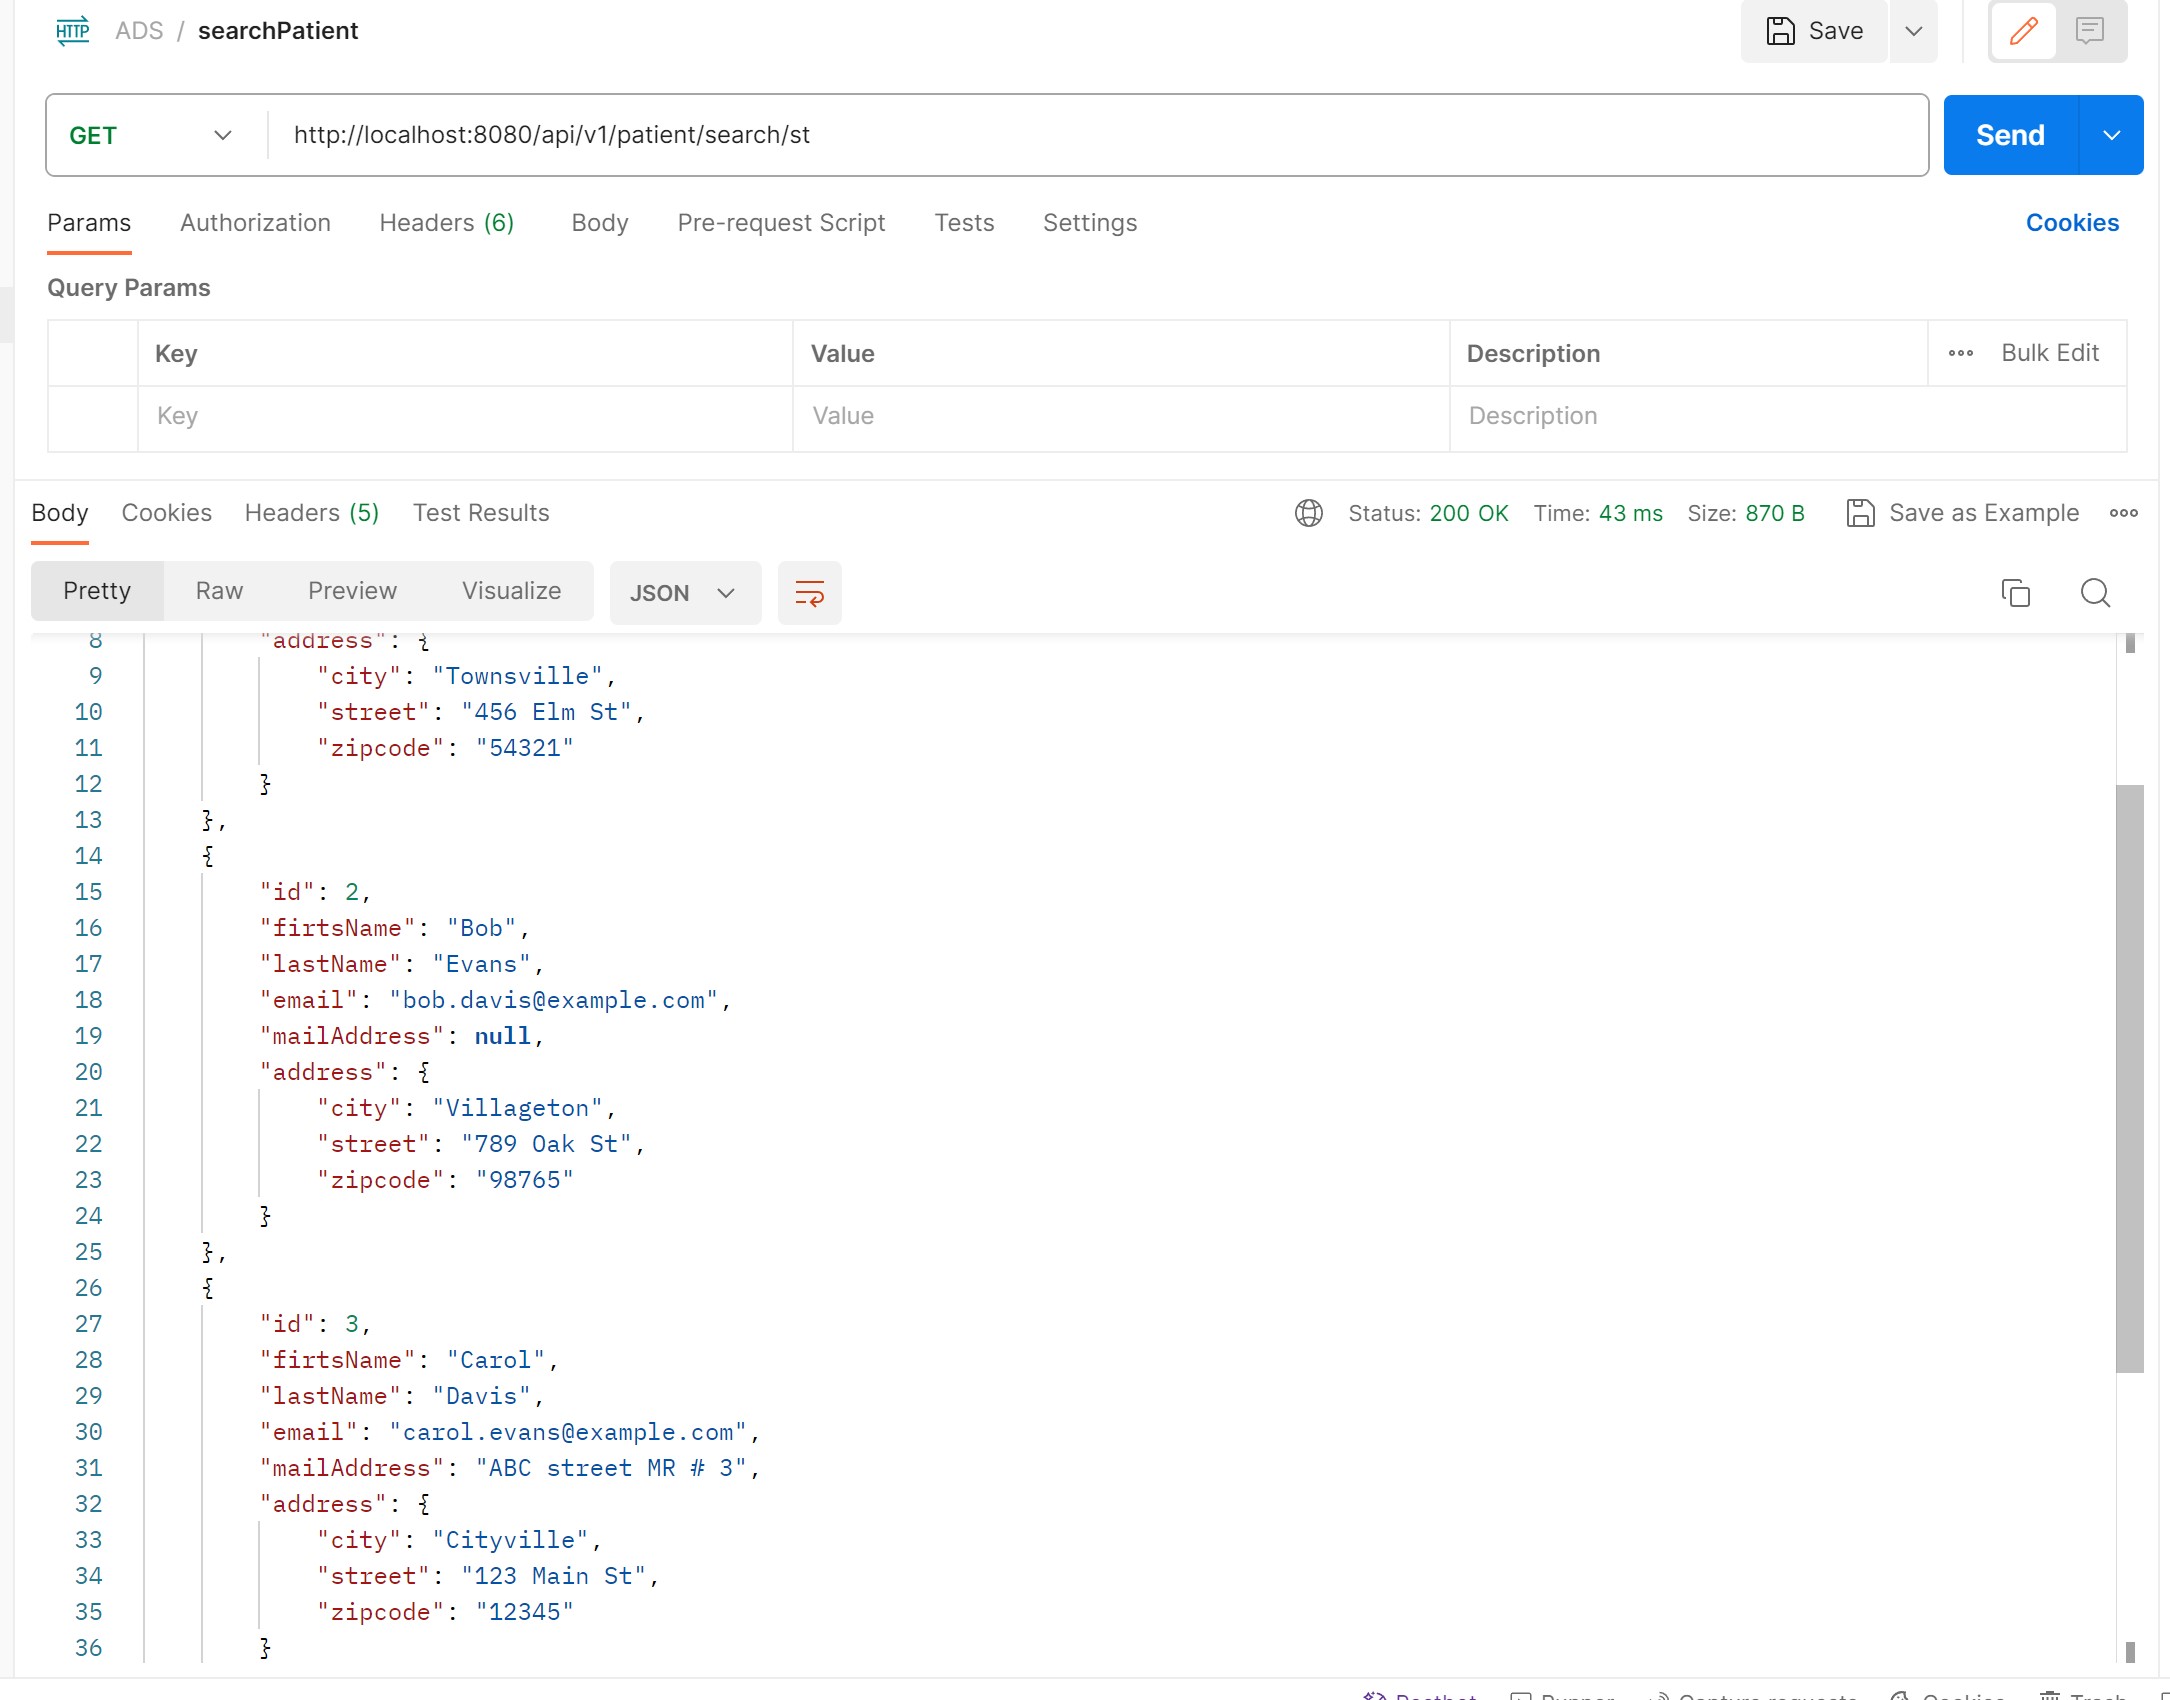 HTTP ADS / searchPatient Save
GET http://localhost:8080/api/v1/patient/search/st Send
Params Authorization Headers (6) Body Pre-request Script Tests Settings Cookies
Query Params
Key Value Description Bulk Edit
Key Value Description
Body Cookies Headers (5) Test Results Status: 200 OK Time: 43 ms Size: 870 B Save as Example
Pretty Raw Preview Visualize JSON
8 "address": {
9 "city": "Townsville",
10 "street": "456 Elm St",
11 "zipcode": "54321"
12 }
13 },
14 {
15 "id": 2,
16 "firtsName": "Bob",
17 "lastName": "Evans",
18 "email": "bob.davis@example.com",
19 "mailAddress": null,
20 "address": {
21 "city": "Villageton",
22 "street": "789 Oak St",
23 "zipcode": "98765"
24 }
25 },
26 {
27 "id": 3,
28 "firtsName": "Carol",
29 "lastName": "Davis",
30 "email": "carol.evans@example.com",
31 "mailAddress": "ABC street MR # 3",
32 "address": {
33 "city": "Cityville",
34 "street": "123 Main St",
35 "zipcode": "12345"
36 }
Postbot Runner Capture requests Cookies Trash